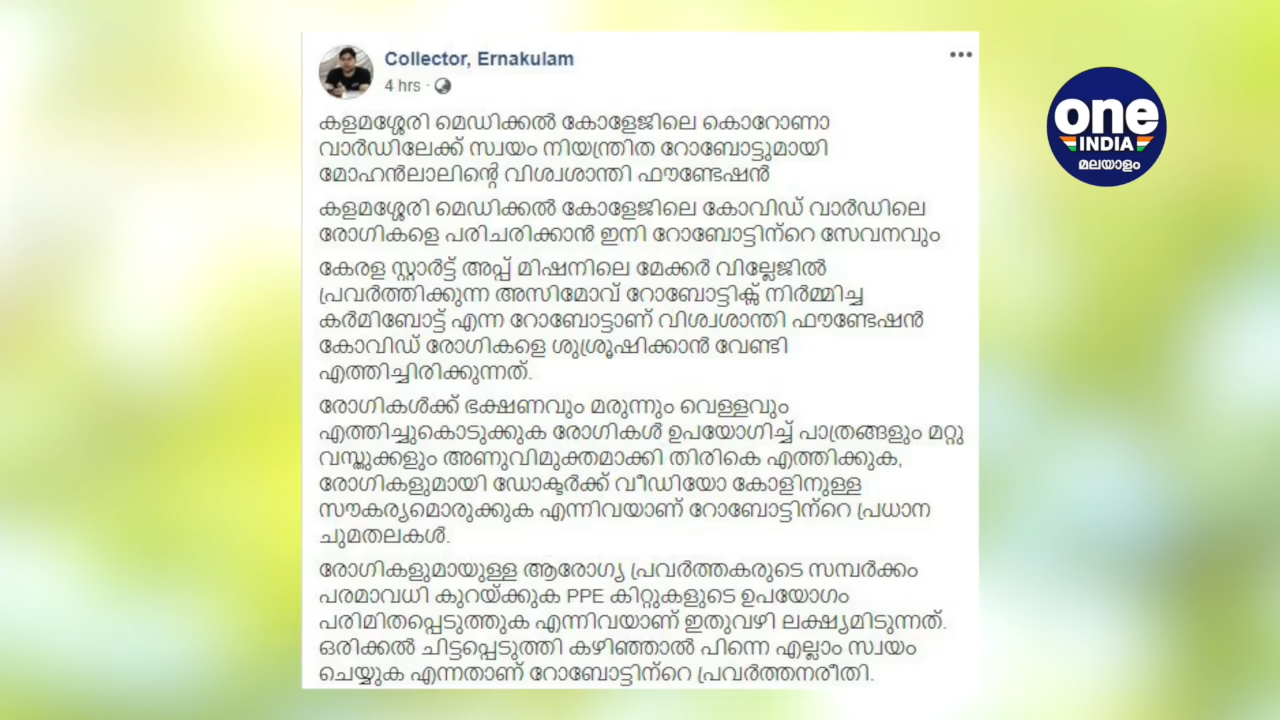 Collector, Ernakulam
4 hrs ·
കളമശ്ശേരി മെഡിക്കൽ കോളേജിലെ കൊറോണാ
വാർഡിലേക്ക് സ്വയം നിയന്ത്രിത റോബോട്ടുമായി
മോഹൻലാലിന്റെ വിശ്വശാന്തി ഫൗണ്ടേഷൻ
കളമശ്ശേരി മെഡിക്കൽ കോളേജിലെ കോവിഡ് വാർഡിലെ
രോഗികളെ പരിചരിക്കാൻ ഇനി റോബോട്ടിന്റെ സേവനവും
കേരള സ്റ്റാർട്ട് അപ്പ് മിഷനിലെ മേക്കർ വില്ലേജിൽ
പ്രവർത്തിക്കുന്ന അസിമോവ് റോബോട്ടിക്സ് നിർമ്മിച്ച
കർമിബോട്ട് എന്ന റോബോട്ടാണ് വിശ്വശാന്തി ഫൗണ്ടേഷൻ
കോവിഡ് രോഗികളെ ശുശ്രൂഷിക്കാൻ വേണ്ടി
എത്തിച്ചിരിക്കുന്നത്.
രോഗികൾക്ക് ഭക്ഷണവും മരുന്നും വെള്ളവും
എത്തിച്ചുകൊടുക്കുക രോഗികൾ ഉപയോഗിച്ച് പാത്രങ്ങളും മറ്റു
വസ്തുക്കളും അണുവിമുക്തമാക്കി തിരികെ എത്തിക്കുക,
രോഗികളുമായി ഡോക്ടർക്ക് വീഡിയോ കോളിനുള്ള
സൗകര്യമൊരുക്കുക എന്നിവയാണ് റോബോട്ടിന്റെ പ്രധാന
ചുമതലകൾ.
രോഗികളുമായുള്ള ആരോഗ്യ പ്രവർത്തകരുടെ സമ്പർക്കം
പരമാവധി കുറയ്ക്കുക PPE കിറ്റുകളുടെ ഉപയോഗം
പരിമിതപ്പെടുത്തുക എന്നിവയാണ് ഇതുവഴി ലക്ഷ്യമിടുന്നത്.
ഒരിക്കൽ ചിട്ടപ്പെടുത്തി കഴിഞ്ഞാൽ പിന്നെ എല്ലാം സ്വയം
ചെയ്യുക എന്നതാണ് റോബോട്ടിന്റെ പ്രവർത്തനരീതി.
one
INDIA
മലയാളം